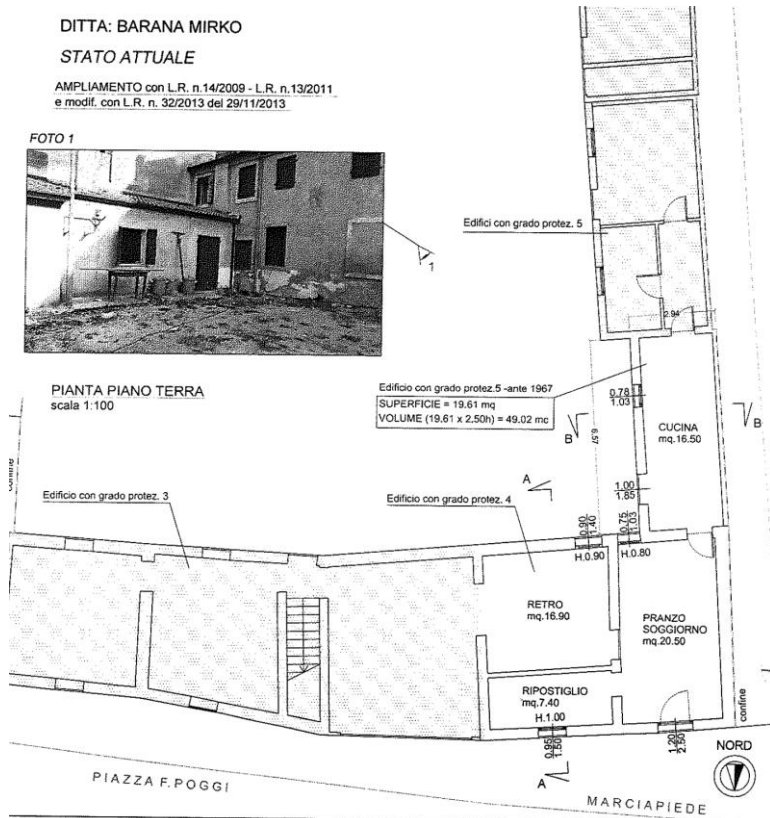 DITTA: BARANA MIRKO
STATO ATTUALE
AMPLIAMENTO con L.R. n.14/2009 - L.R. n.13/2011
e modif. con L.R. n. 32/2013 del 29/11/2013
FOTO 1
1
Edifici con grado protez. 5
2.94
PIANTA PIANO TERRA
scala 1:100
Edificio con grado protez.5 -ante 1967
SUPERFICIE = 19.61 mq
VOLUME (19.61 x 2.50h) = 49.02 mc
0.78
1.03
CUCINA
mq.16.50
B
B
6.57
confine
A
1.00
1.85
Edificio con grado protez. 3
Edificio con grado protez. 4
0.90
1.40
0.75
1.03
H.0.90
H.0.80
RETRO
mq.16.90
PRANZO
SOGGIORNO
mq.20.50
RIPOSTIGLIO
mq.7.40
H.1.00
0.95
1.50
1.20
2.50
confine
NORD
A
PIAZZA F.POGGI
MARCIAPIEDE